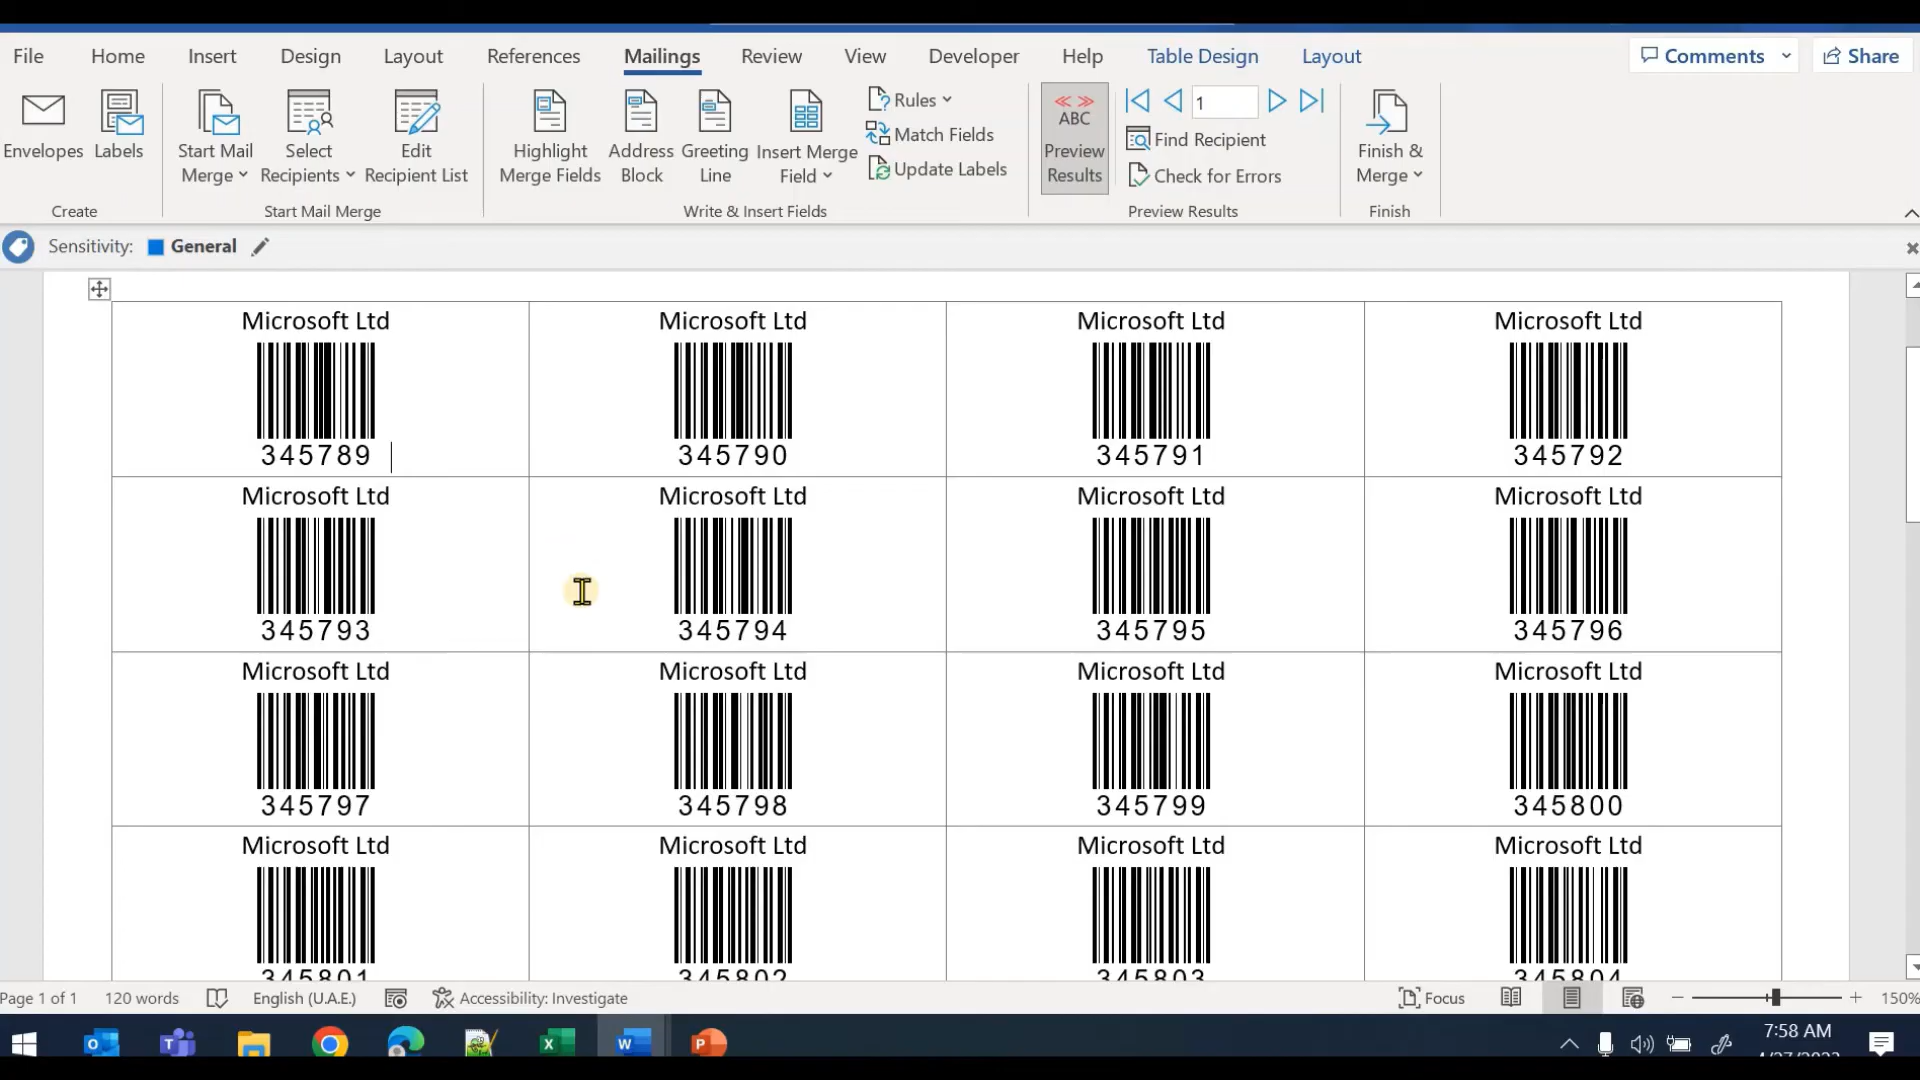 File Home Insert Design Layout References Mailings Review View Developer Help Table Design Layout Comments Share
Envelopes Labels Start Mail Merge Select Recipients Edit Recipient List Highlight Merge Fields Address Block Greeting Line Insert Merge Field Rules Match Fields Update Labels ABC Preview Results 1 Find Recipient Check for Errors Finish & Merge
Create Start Mail Merge Write & Insert Fields Preview Results Finish
Sensitivity: General
Microsoft Ltd Microsoft Ltd Microsoft Ltd Microsoft Ltd
345789 345790 345791 345792
Microsoft Ltd Microsoft Ltd Microsoft Ltd Microsoft Ltd
345793 345794 345795 345796
Microsoft Ltd Microsoft Ltd Microsoft Ltd Microsoft Ltd
345797 345798 345799 345800
Microsoft Ltd Microsoft Ltd Microsoft Ltd Microsoft Ltd
345801 345802 345803 345804
Page 1 of 1 120 words English (U.A.E.) Accessibility: Investigate Focus 150%
7:58 AM